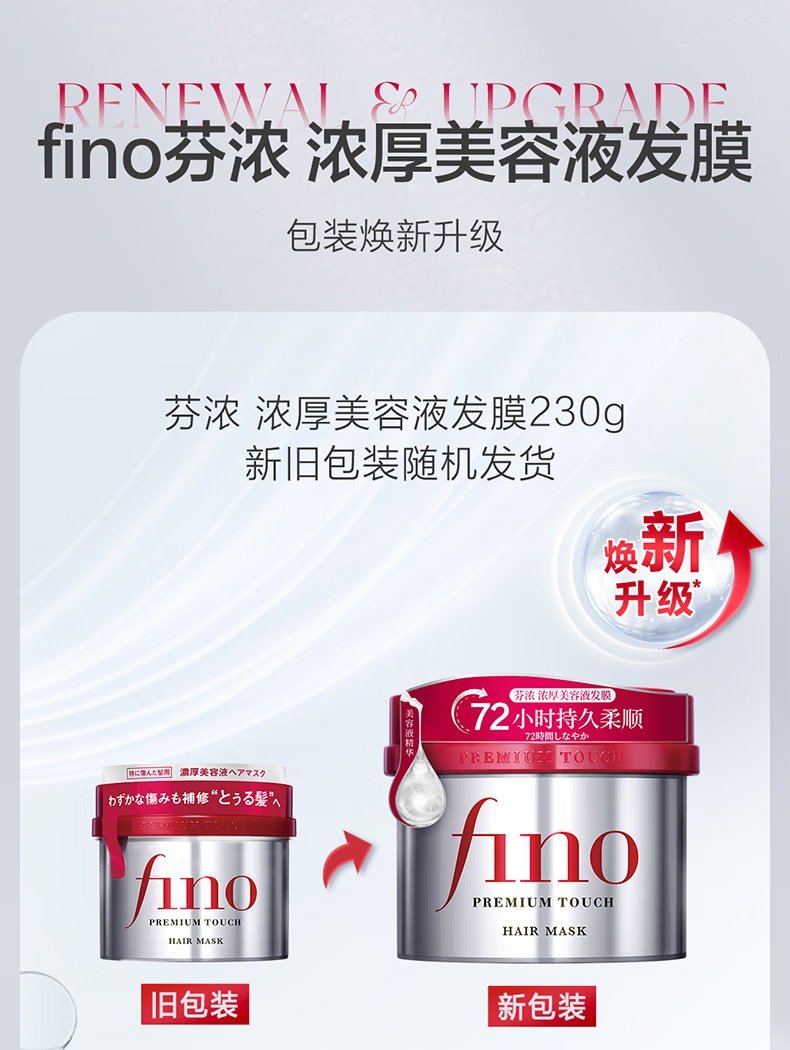 RENEWAL & UPGRADE
fino芬浓 浓厚美容液发膜
包装焕新升级
芬浓 浓厚美容液发膜230g
新旧包装随机发货
焕新
升级*
芬浓 浓厚美容液发膜
72小时持久柔顺
72時間しなやか
美容液精华
PREMIUM TOUCH
fino
PREMIUM TOUCH
HAIR MASK
特に傷んだ髪用 濃厚美容液ヘアマスク
わずかな傷みも補修“とぅる髪”へ
PREMIUM TOUCH
fino
PREMIUM TOUCH
HAIR MASK
旧包装
新包装